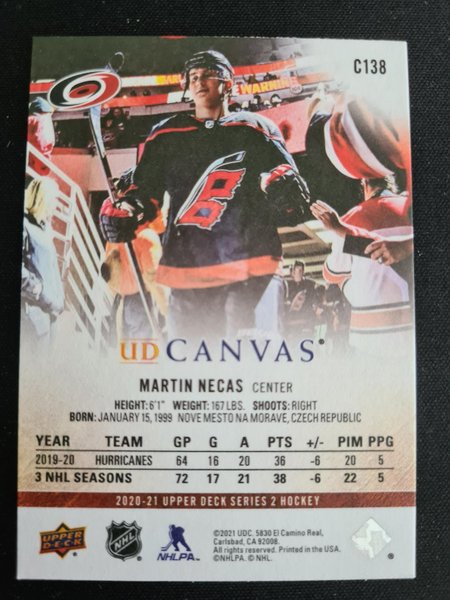 C138
WARNIN
UD CANVAS®
MARTIN NECAS CENTER
HEIGHT: 6'1" WEIGHT: 167 LBS. SHOOTS: RIGHT
BORN: JANUARY 15, 1999 NOVE MESTO NA MORAVE, CZECH REPUBLIC
YEAR TEAM GP G A PTS +/- PIM PPG
2019-20 HURRICANES 64 16 20 36 -6 20 5
3 NHL SEASONS 72 17 21 38 -6 22 5
2020-21 UPPER DECK SERIES 2 HOCKEY
UPPER DECK
NHL
NHLPA
©2021 UDC. 5830 El Camino Real,
Carlsbad, CA 92008.
All rights reserved. Printed in the USA.
©NHLPA. © NHL.
®